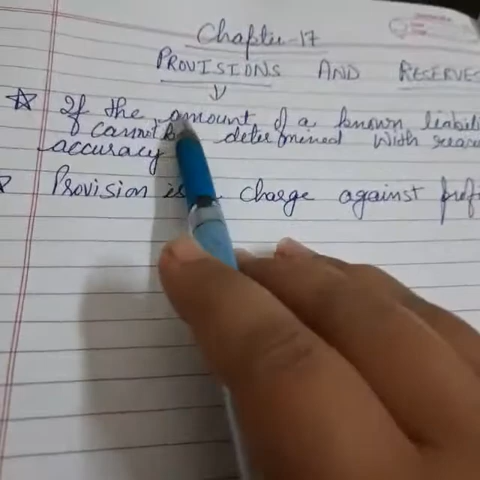 Chapter-17
PROVISIONS AND RESERVES
If the amount of a known liabili
cannot be determined with reaso
accuracy
Provision is a charge against profi